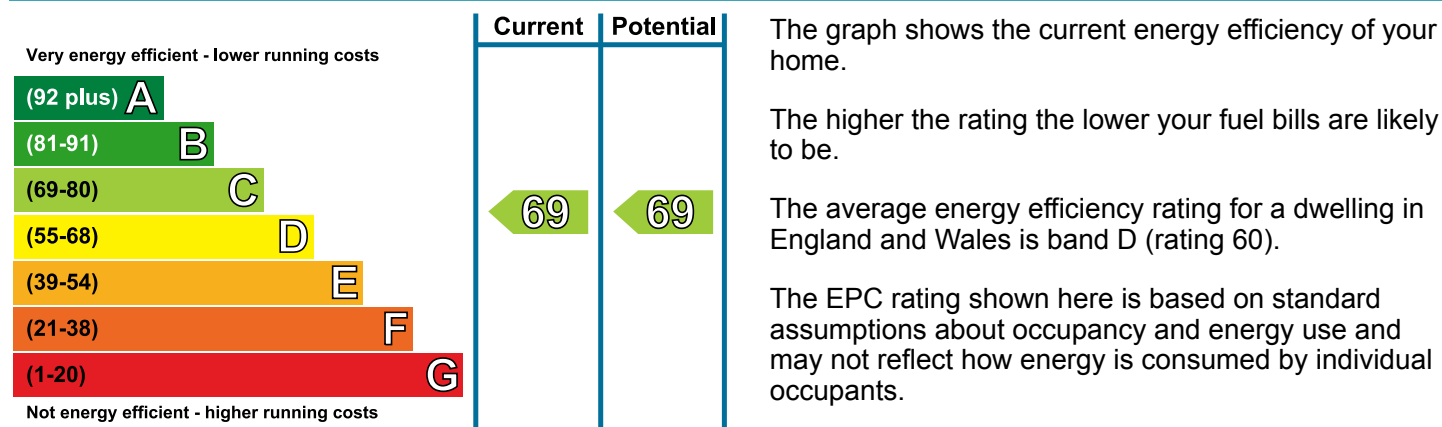 Current Potential
Very energy efficient - lower running costs
(92 plus) A
(81-91) B
(69-80) C
69 69
(55-68) D
(39-54) E
(21-38) F
(1-20) G
Not energy efficient - higher running costs
The graph shows the current energy efficiency of your
home.
The higher the rating the lower your fuel bills are likely
to be.
The average energy efficiency rating for a dwelling in
England and Wales is band D (rating 60).
The EPC rating shown here is based on standard
assumptions about occupancy and energy use and
may not reflect how energy is consumed by individual
occupants.